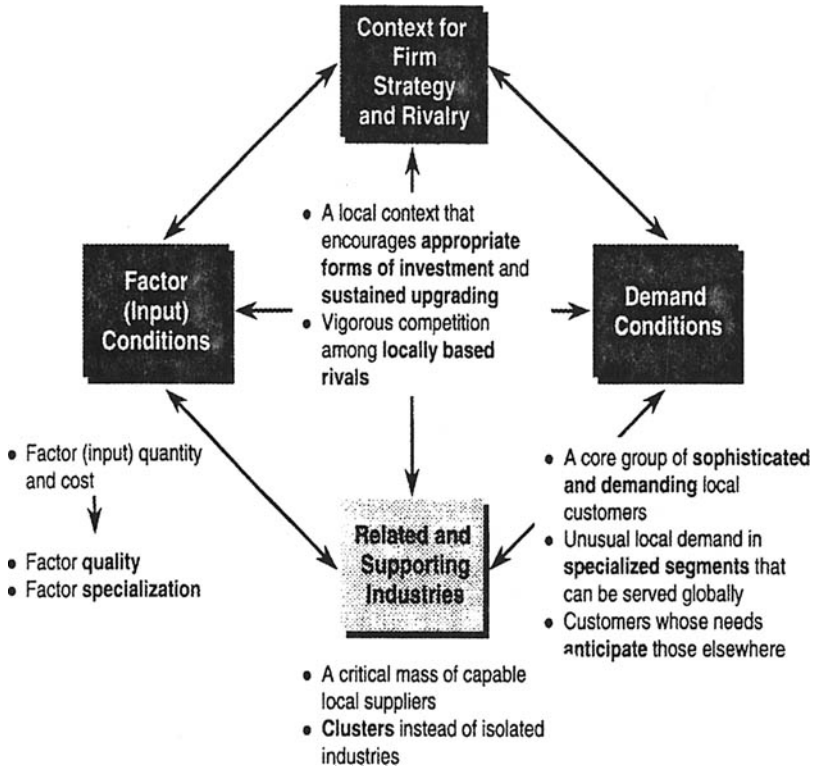 Context for
Firm
Strategy
and Rivalry
• A local context that
encourages appropriate
forms of investment and
sustained upgrading
• Vigorous competition
among locally based
rivals
Factor
(Input)
Conditions
Demand
Conditions
• Factor (input) quantity
and cost
• Factor quality
• Factor specialization
• A core group of sophisticated
and demanding local
customers
• Unusual local demand in
specialized segments that
can be served globally
• Customers whose needs
anticipate those elsewhere
Related and
Supporting
Industries
• A critical mass of capable
local suppliers
• Clusters instead of isolated
industries